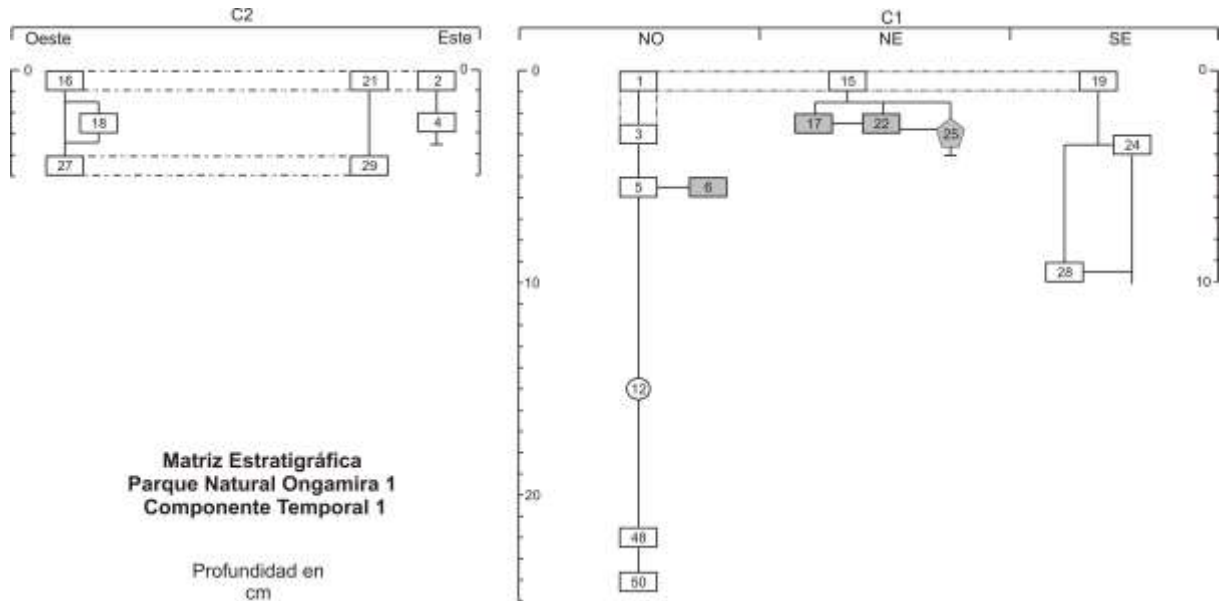 C2
C1
Oeste
Este
NO
NE
SE
0
0
0
0
16
21
2
1
15
19
18
4
17
22
25
3
24
27
29
5
6
28
10
10
12
Matriz Estratigráfica
Parque Natural Ongamira 1
Componente Temporal 1
20
48
Profundidad en
cm
50